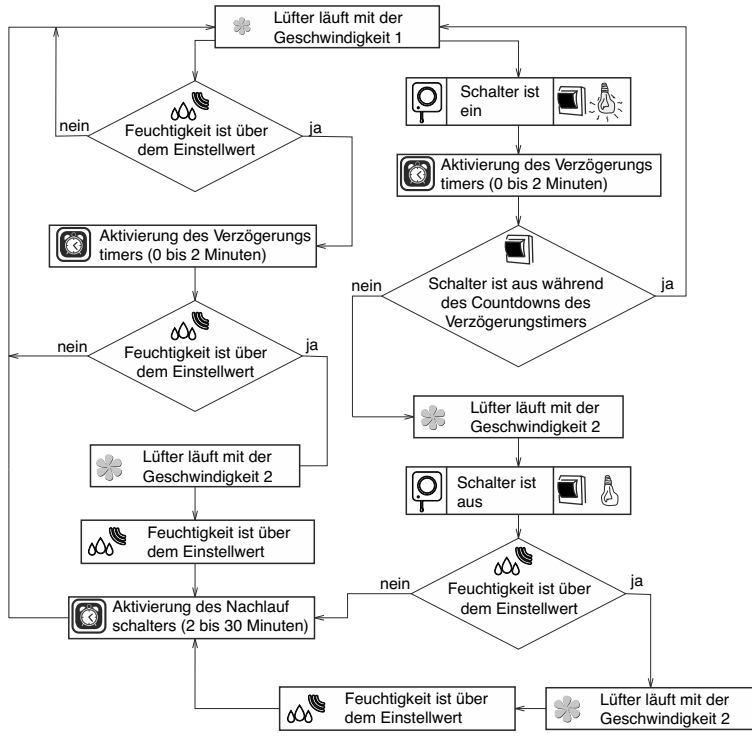 Lüfter läuft mit der
Geschwindigkeit 1
Feuchtigkeit ist über
dem Einstellwert
nein
ja
Aktivierung des Verzögerungs
timers (0 bis 2 Minuten)
Feuchtigkeit ist über
dem Einstellwert
nein
ja
Lüfter läuft mit der
Geschwindigkeit 2
Feuchtigkeit ist über
dem Einstellwert
Aktivierung des Nachlauf
schalters (2 bis 30 Minuten)
Schalter ist
ein
Aktivierung des Verzögerungs
timers (0 bis 2 Minuten)
nein
ja
Schalter ist aus während
des Countdowns des
Verzögerungstimers
Lüfter läuft mit der
Geschwindigkeit 2
Schalter ist
aus
nein
ja
Feuchtigkeit ist über
dem Einstellwert
Feuchtigkeit ist über
dem Einstellwert
Lüfter läuft mit der
Geschwindigkeit 2